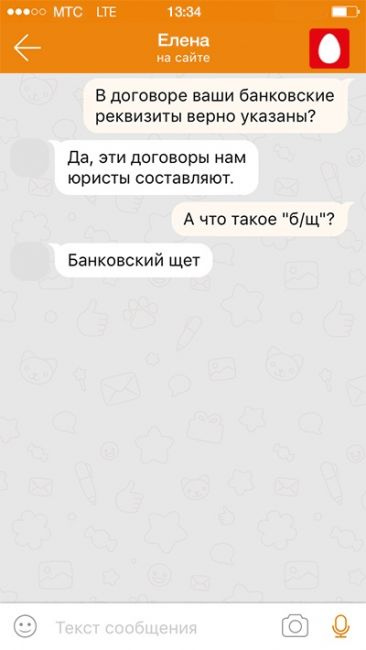 МТС LTE 13:34
Елена
на сайте
В договоре ваши банковские
реквизиты верно указаны?
Да, эти договоры нам
юристы составляют.
А что такое "б/щ"?
Банковский щет
Текст сообщения